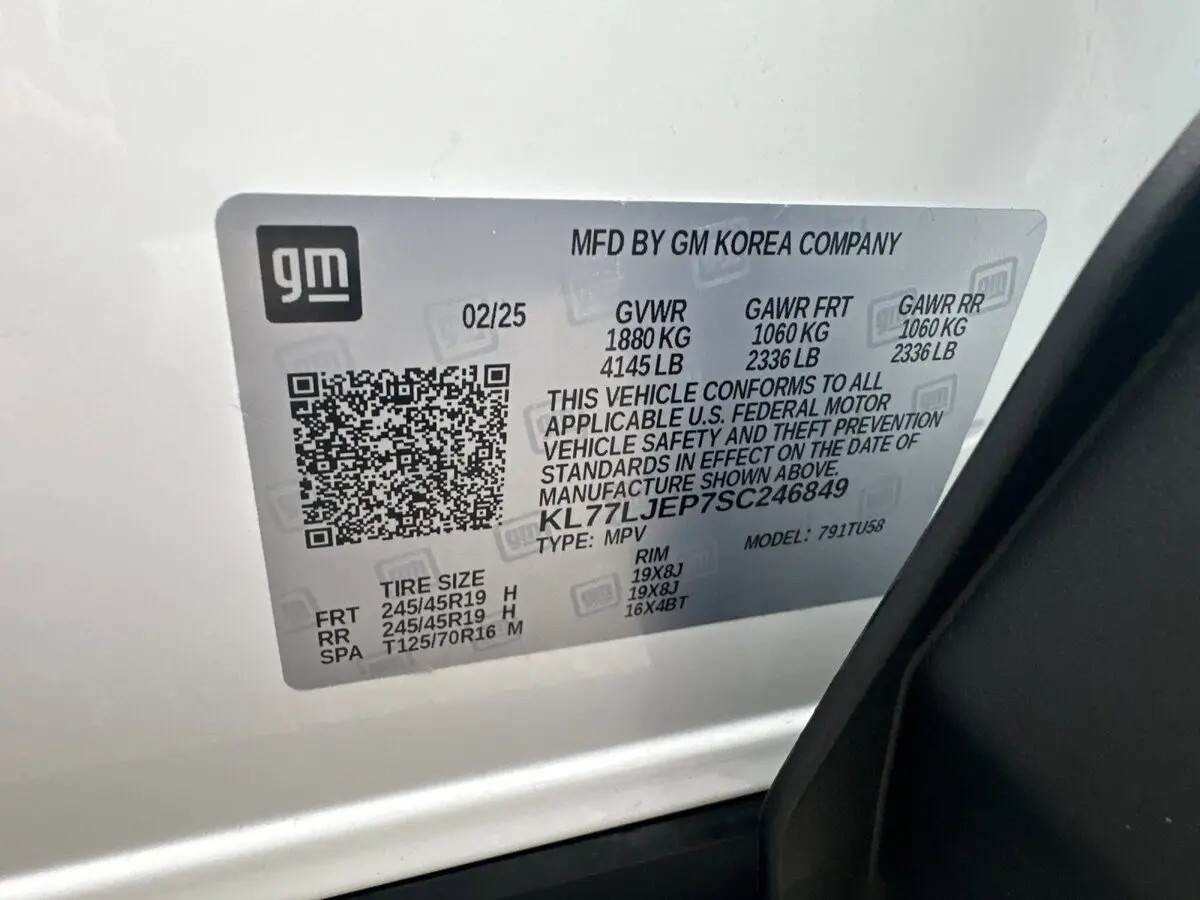 gm
MFD BY GM KOREA COMPANY
02/25 GVWR GAWR FRT GAWR RR
1880 KG 1060 KG 1060 KG
4145 LB 2336 LB 2336 LB
THIS VEHICLE CONFORMS TO ALL
APPLICABLE U.S. FEDERAL MOTOR
VEHICLE SAFETY AND THEFT PREVENTION
STANDARDS IN EFFECT ON THE DATE OF
MANUFACTURE SHOWN ABOVE.
KL77LJEP7SC246849
TYPE: MPV MODEL: 791TU58
TIRE SIZE RIM
FRT 245/45R19 H 19X8J
RR 245/45R19 H 19X8J
SPA T125/70R16 M 16X4BT